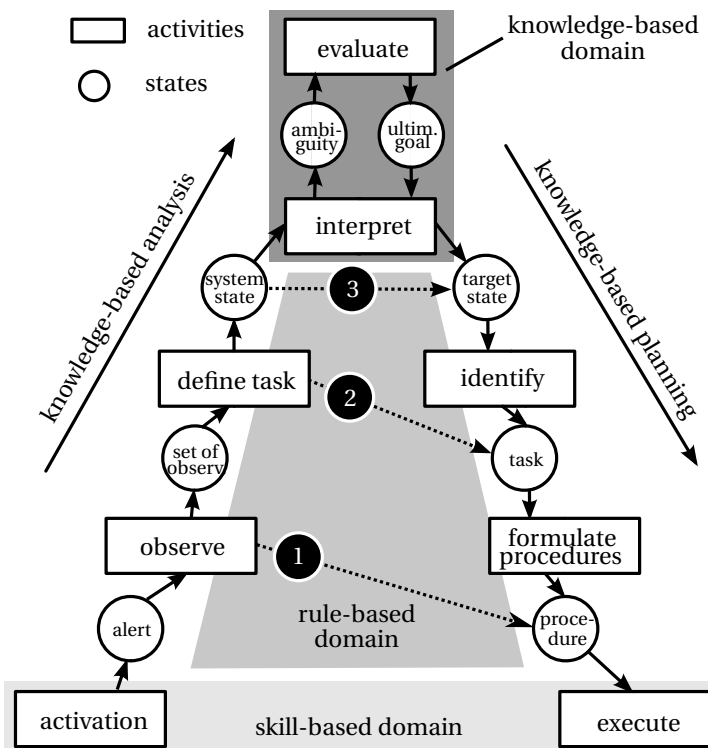 activities
states
evaluate
knowledge-based
domain
ambi-
guity
ultim.
goal
knowledge-based analysis
knowledge-based planning
interpret
system
state
3
target
state
define task
2
identify
set of
observ.
task
observe
1
formulate
procedures
alert
rule-based
domain
proce-
dure
activation
skill-based domain
execute